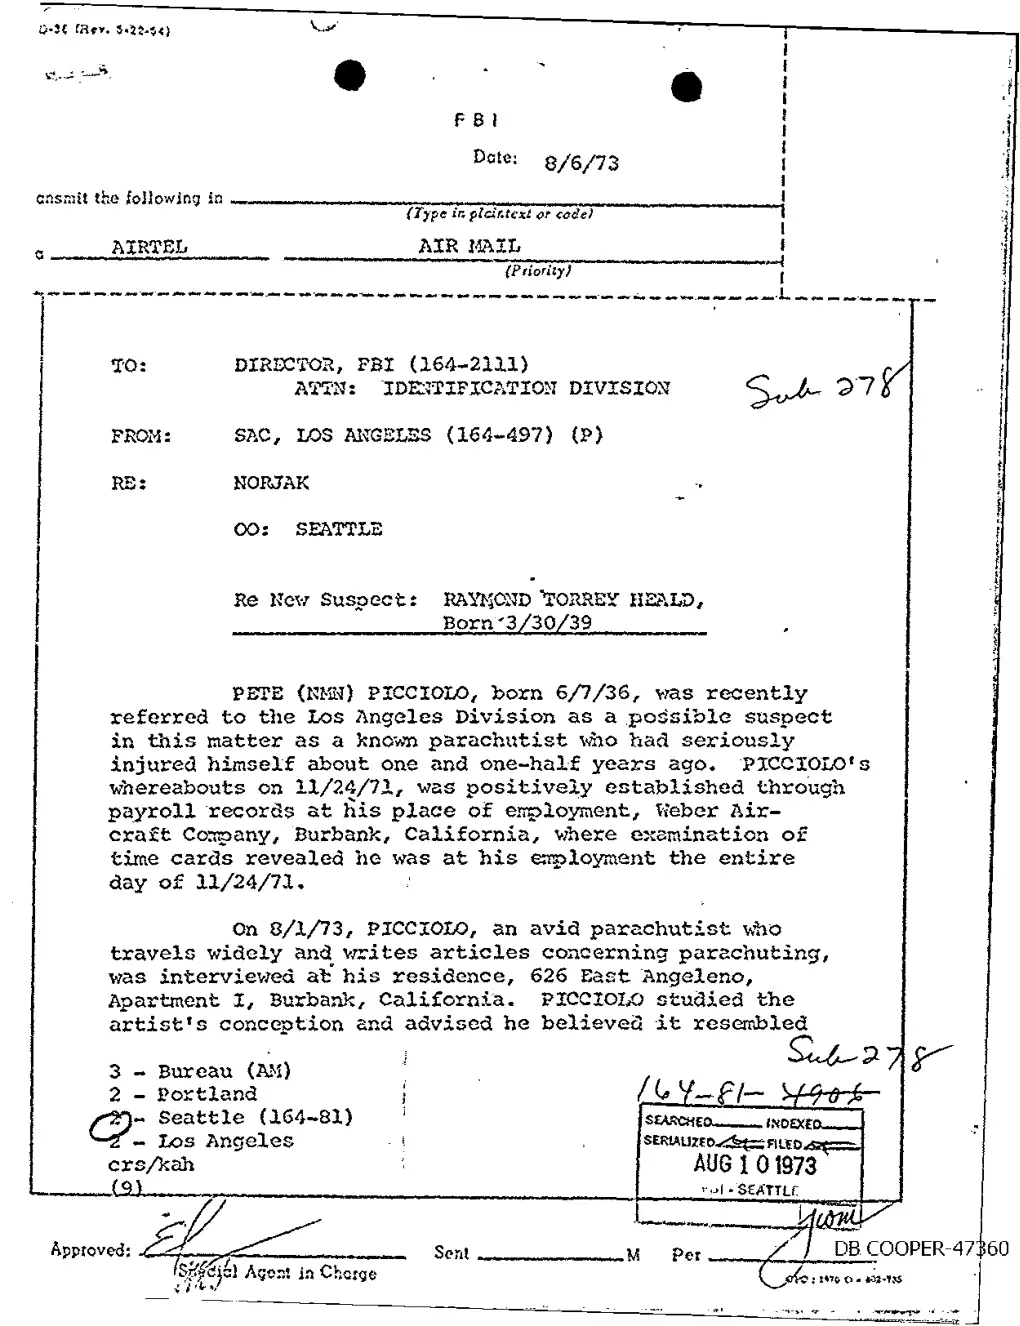 D-36 (Rev. 5-22-64)
FBI
Date: 8/6/73
ansmit the following in
(Type in plaintext or code)
a AIRTEL AIR MAIL
(Priority)
TO: DIRECTOR, FBI (164-2111)
ATTN: IDENTIFICATION DIVISION
Sub 278
FROM: SAC, LOS ANGELES (164-497) (P)
RE: NORJAK
OO: SEATTLE
Re New Suspect: RAYMOND TORREY HEALD,
Born 3/30/39
PETE (NMN) PICCIOLO, born 6/7/36, was recently
referred to the Los Angeles Division as a possible suspect
in this matter as a known parachutist who had seriously
injured himself about one and one-half years ago. PICCIOLO's
whereabouts on 11/24/71, was positively established through
payroll records at his place of employment, Weber Air-
craft Company, Burbank, California, where examination of
time cards revealed he was at his employment the entire
day of 11/24/71.
On 8/1/73, PICCIOLO, an avid parachutist who
travels widely and writes articles concerning parachuting,
was interviewed at his residence, 626 East Angeleno,
Apartment I, Burbank, California. PICCIOLO studied the
artist's conception and advised he believed it resembled
Sub 278
3 - Bureau (AM)
2 - Portland
2 - Seattle (164-81)
2 - Los Angeles
crs/kah
(9)
164-81-4906
SEARCHED INDEXED
SERIALIZED FILED
AUG 10 1973
FBI - SEATTLE
Approved: Sent M Per
Special Agent in Charge
DB COOPER-47360